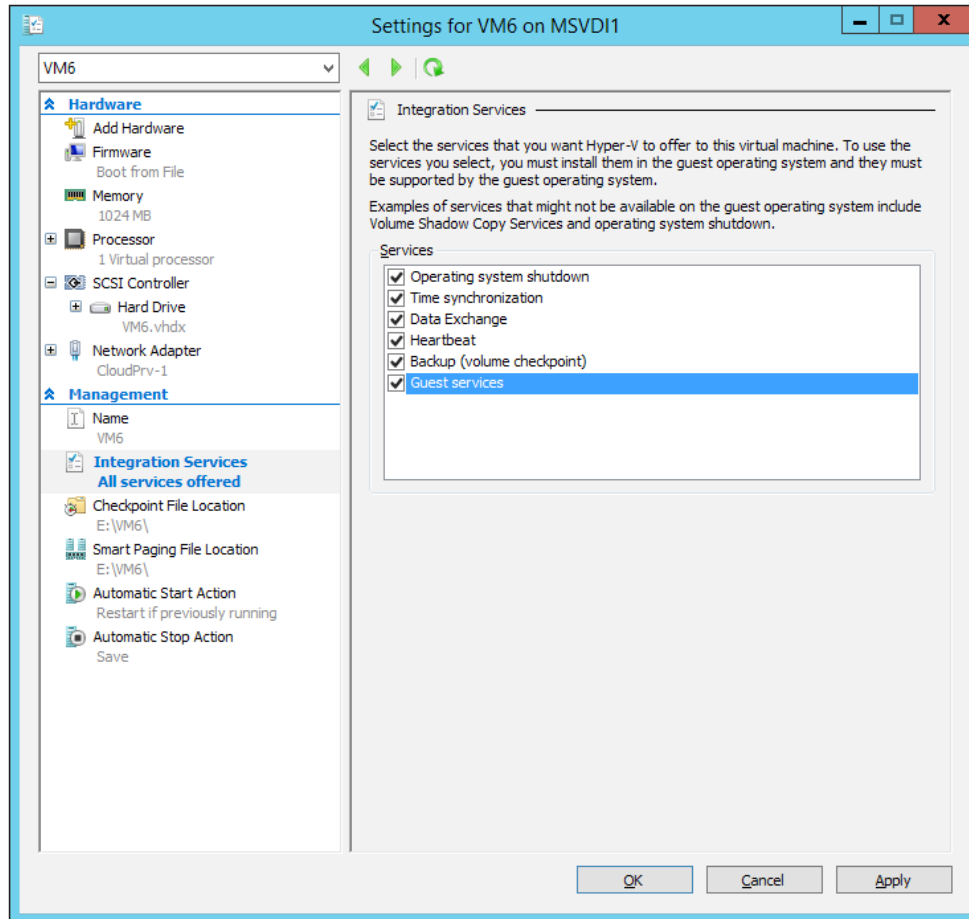 Settings for VM6 on MSVDI1
X
VM6
Hardware
Add Hardware
Firmware
Boot from File
Memory
1024 MB
Processor
1 Virtual processor
SCSI Controller
Hard Drive
VM6.vhdx
Network Adapter
CloudPrv-1
Management
Name
VM6
Integration Services
All services offered
Checkpoint File Location
E:\VM6\
Smart Paging File Location
E:\VM6\
Automatic Start Action
Restart if previously running
Automatic Stop Action
Save
Integration Services
Select the services that you want Hyper-V to offer to this virtual machine. To use the
services you select, you must install them in the guest operating system and they must
be supported by the guest operating system.
Examples of services that might not be available on the guest operating system include
Volume Shadow Copy Services and operating system shutdown.
Services
Operating system shutdown
Time synchronization
Data Exchange
Heartbeat
Backup (volume checkpoint)
Guest services
OK
Cancel
Apply